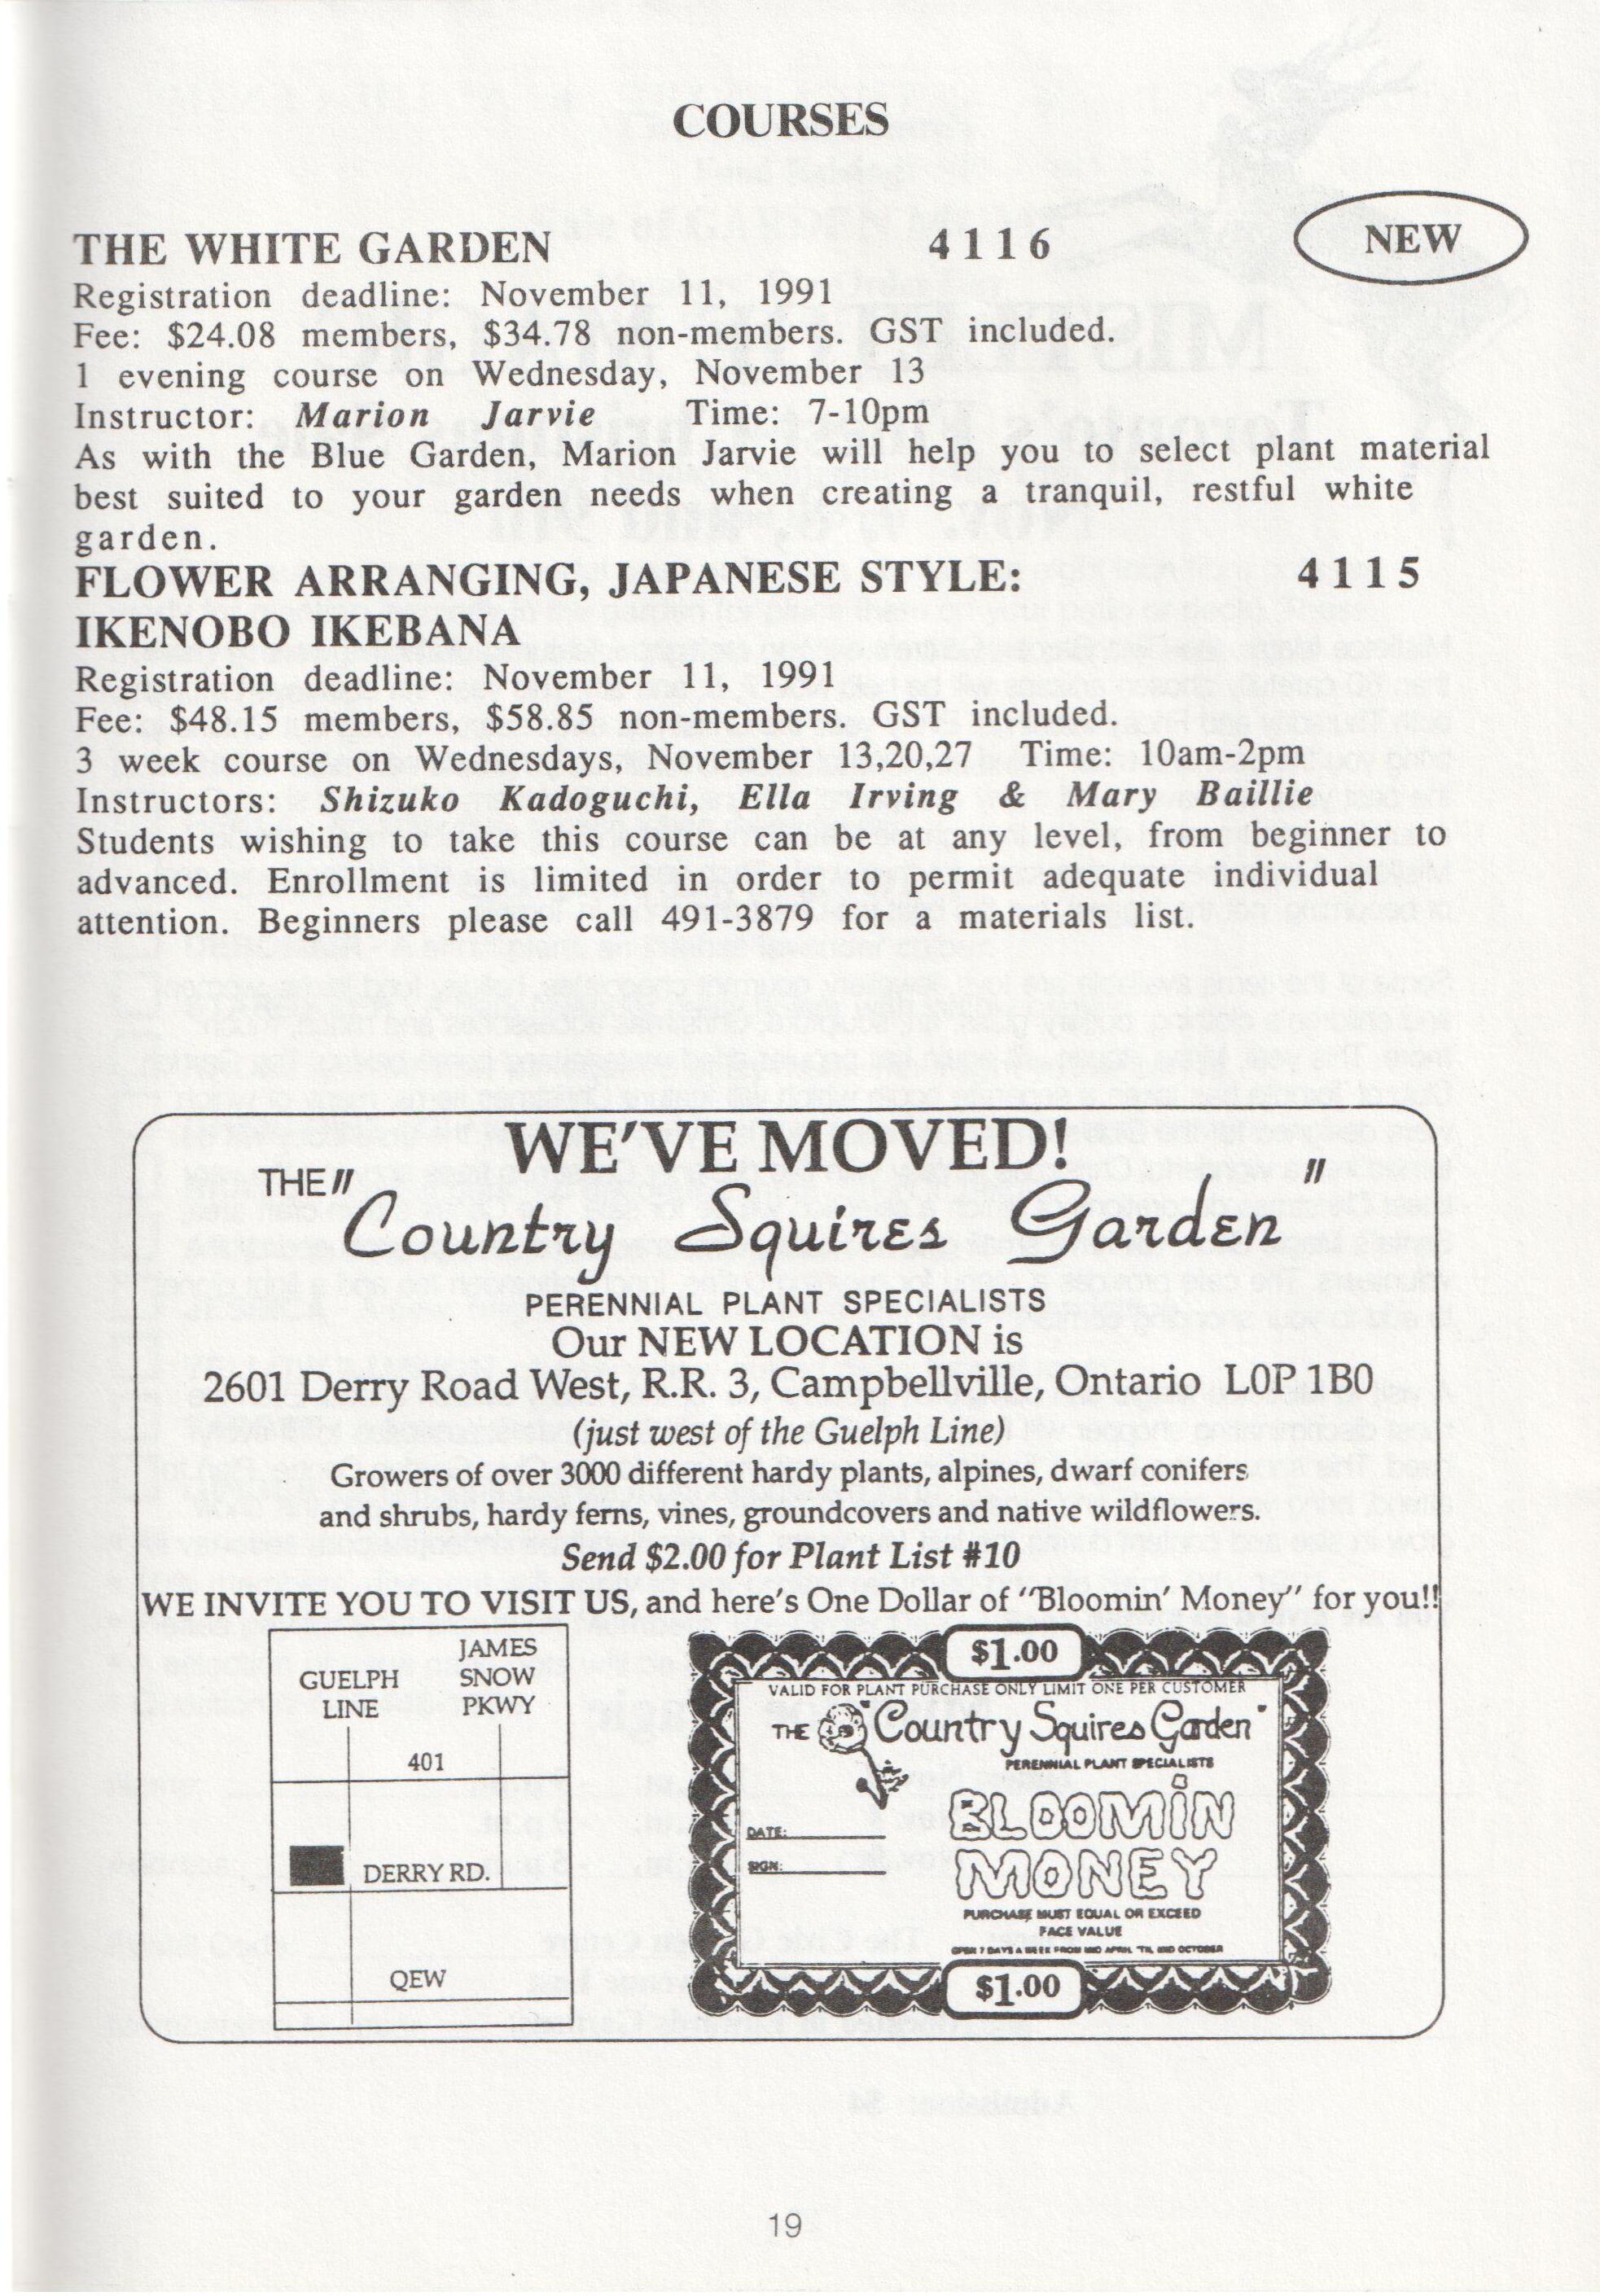 COURSES
THE WHITE GARDEN 4116 NEW
Registration deadline: November 11, 1991
Fee: $24.08 members, $34.78 non-members. GST included.
1 evening course on Wednesday, November 13
Instructor: Marion Jarvie Time: 7-10pm
As with the Blue Garden, Marion Jarvie will help you to select plant material
best suited to your garden needs when creating a tranquil, restful white
garden.
FLOWER ARRANGING, JAPANESE STYLE: 4115
IKENOBO IKEBANA
Registration deadline: November 11, 1991
Fee: $48.15 members, $58.85 non-members. GST included.
3 week course on Wednesdays, November 13,20,27 Time: 10am-2pm
Instructors: Shizuko Kadoguchi, Ella Irving & Mary Baillie
Students wishing to take this course can be at any level, from beginner to
advanced. Enrollment is limited in order to permit adequate individual
attention. Beginners please call 491-3879 for a materials list.
WE'VE MOVED!
THE "Country Squires Garden"
PERENNIAL PLANT SPECIALISTS
Our NEW LOCATION is
2601 Derry Road West, R.R. 3, Campbellville, Ontario L0P 1B0
(just west of the Guelph Line)
Growers of over 3000 different hardy plants, alpines, dwarf conifers
and shrubs, hardy ferns, vines, groundcovers and native wildflowers.
Send $2.00 for Plant List #10
WE INVITE YOU TO VISIT US, and here's One Dollar of "Bloomin' Money" for you!!
GUELPH
LINE
JAMES
SNOW
PKWY
401
DERRY RD.
QEW
$1.00
VALID FOR PLANT PURCHASE ONLY LIMIT ONE PER CUSTOMER
THE "Country Squires Garden"
PERENNIAL PLANT SPECIALISTS
BLOOMIN
MONEY
DATE:
SIGN:
PURCHASE MUST EQUAL OR EXCEED
FACE VALUE
OPEN 7 DAYS A WEEK FROM MID APRIL 'TIL MID OCTOBER
$1.00
19